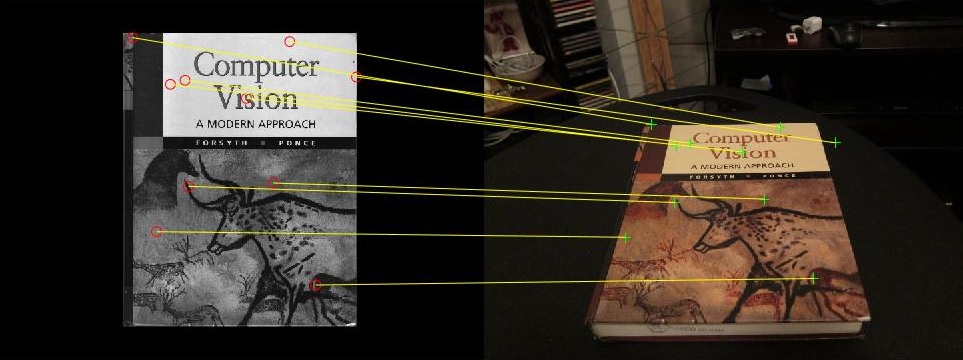 Computer
Vision
A MODERN APPROACH
FORSYTH ▪ PONCE
Computer
Vision
A MODERN APPROACH
FORSYTH ▪ PONCE